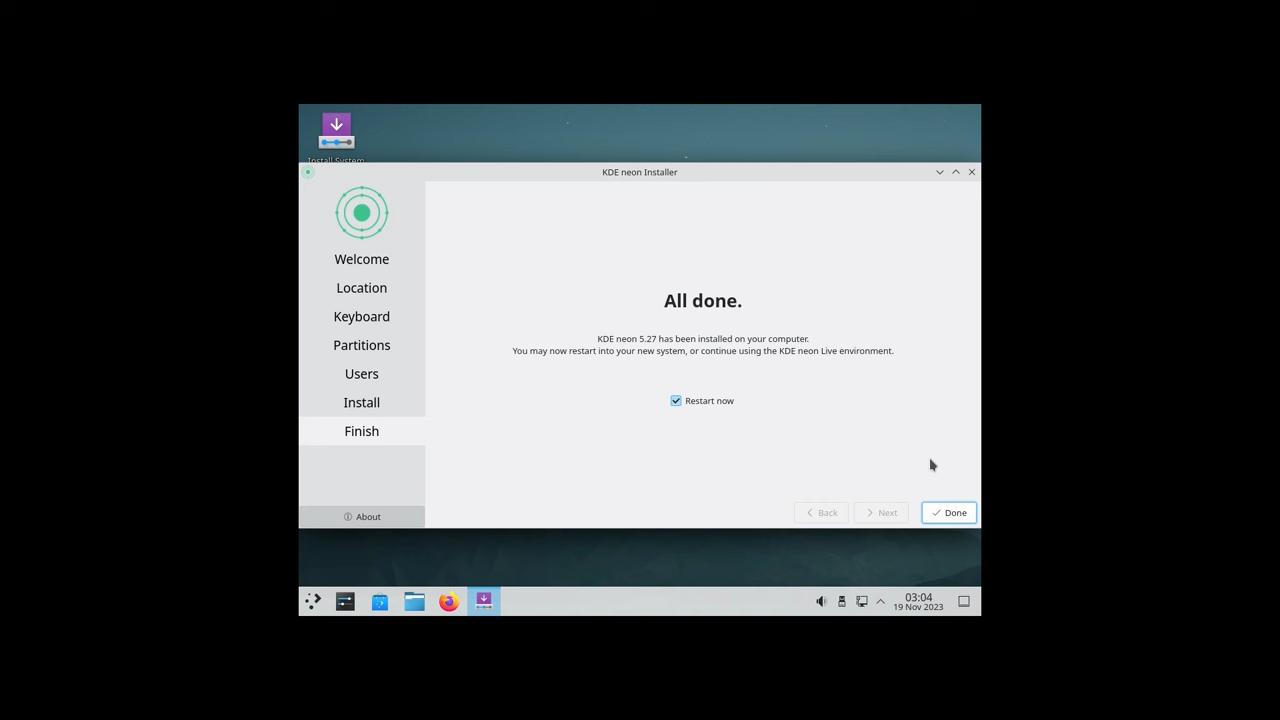 Install System
KDE neon Installer
Welcome
Location
Keyboard
Partitions
Users
Install
Finish
About
All done.
KDE neon 5.27 has been installed on your computer.
You may now restart into your new system, or continue using the KDE neon Live environment.
Restart now
Back
Next
Done
03:04
19 Nov 2023